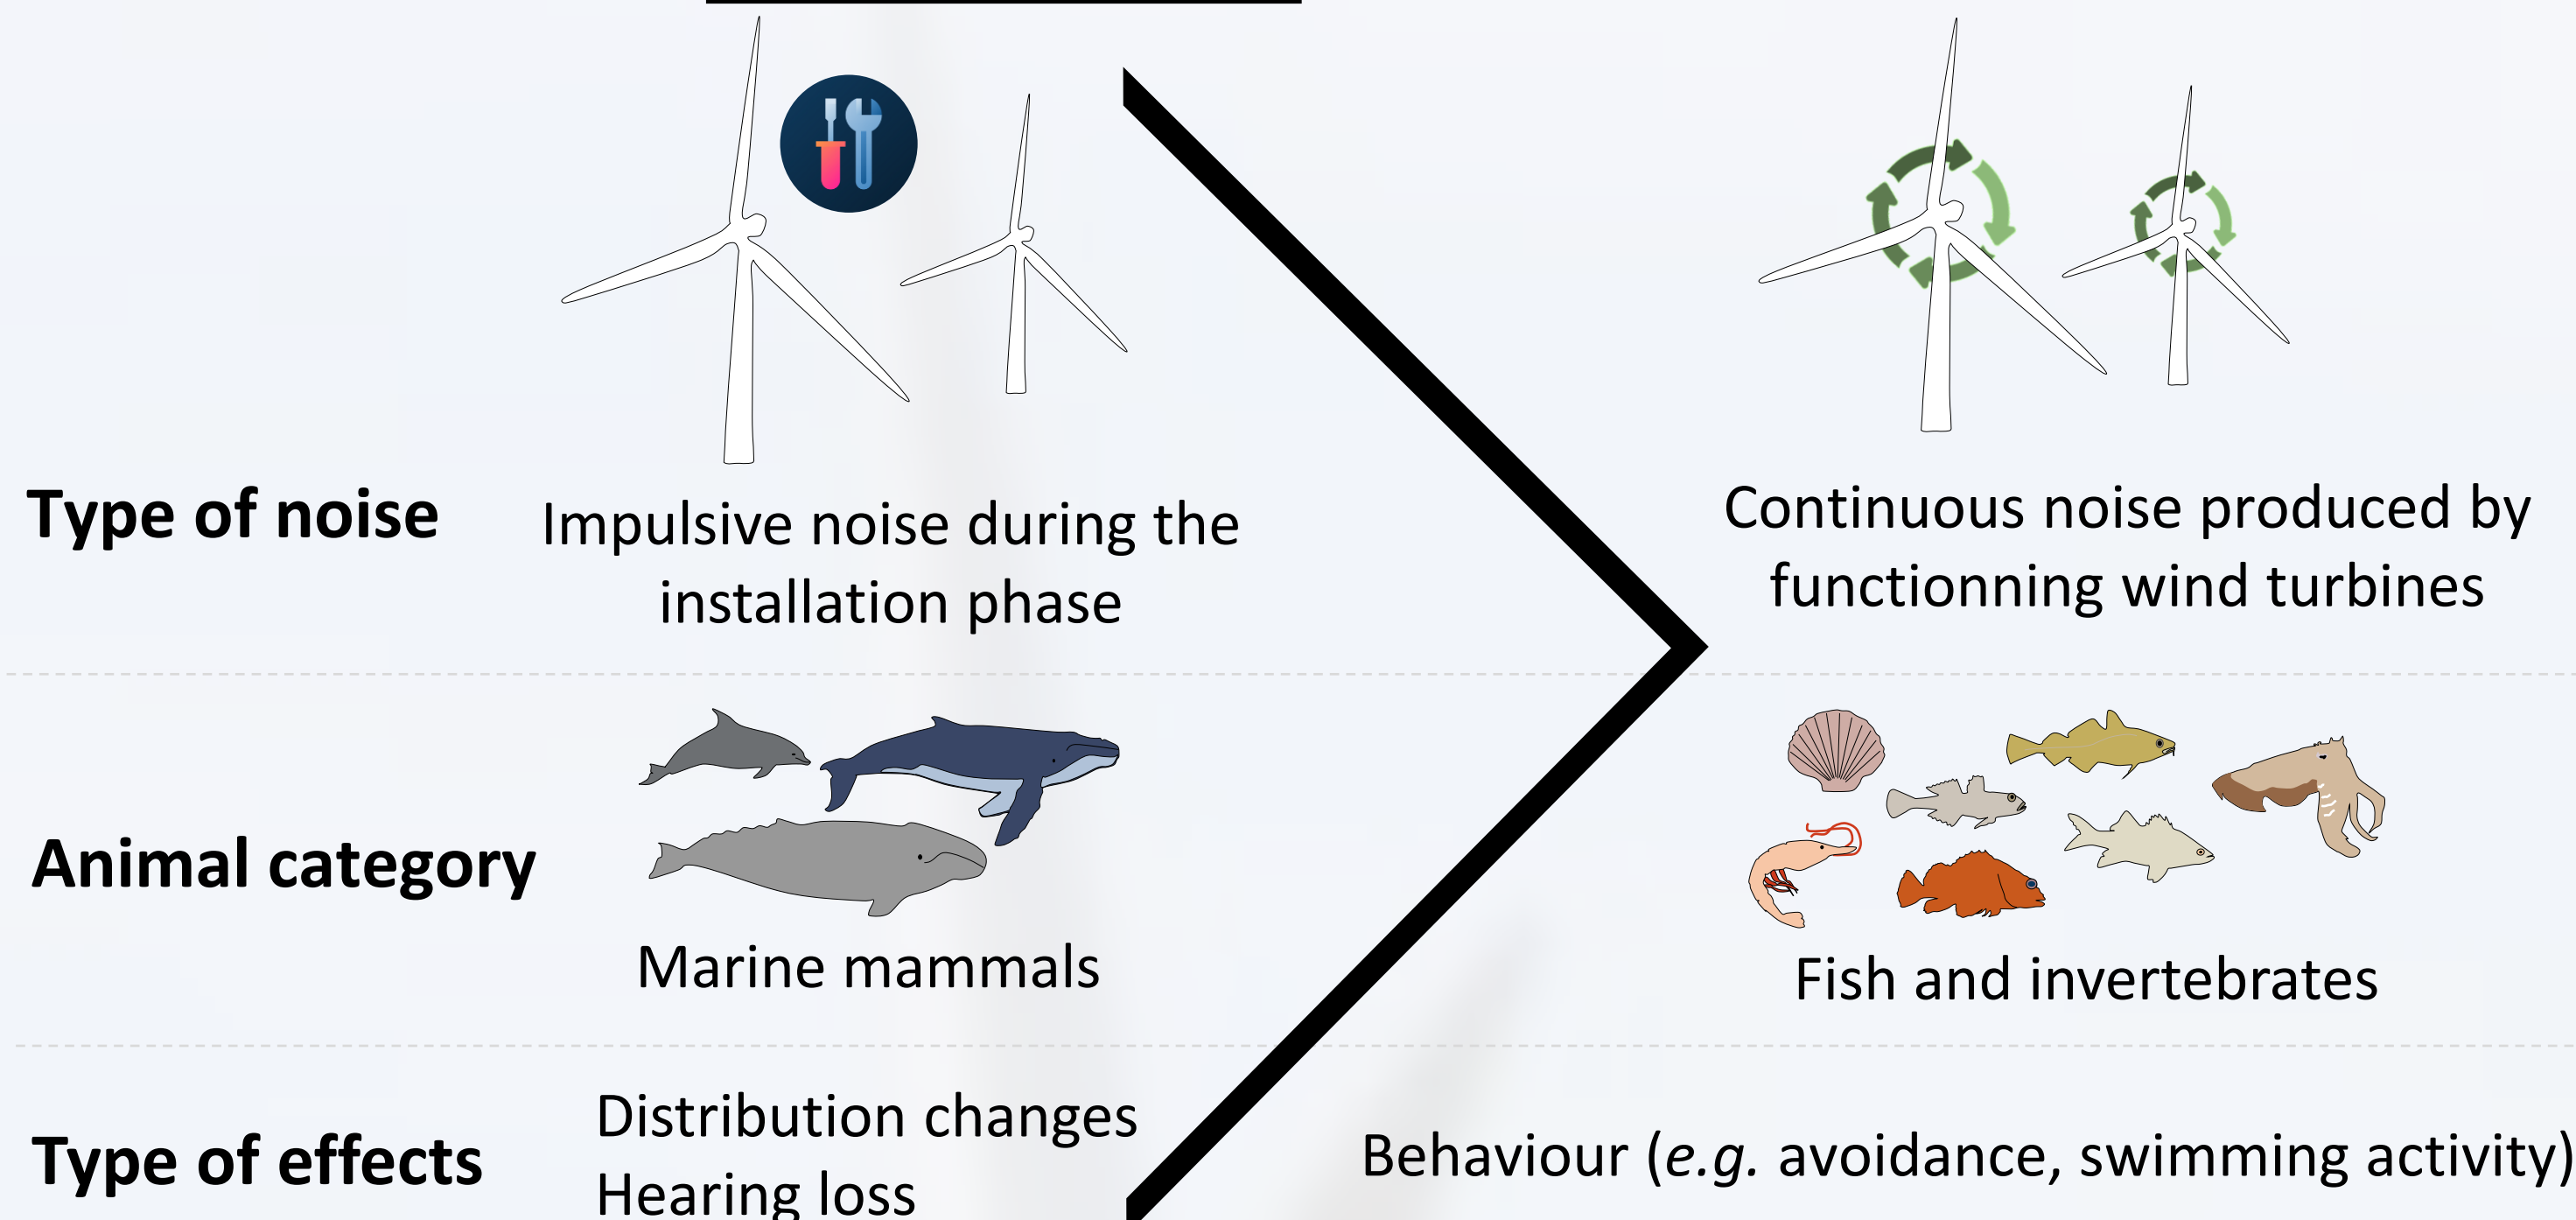 Type of noise
Impulsive noise during the
installation phase
Continuous noise produced by
functionning wind turbines
Animal category
Marine mammals
Fish and invertebrates
Type of effects
Distribution changes
Hearing loss
Behaviour (e.g. avoidance, swimming activity)